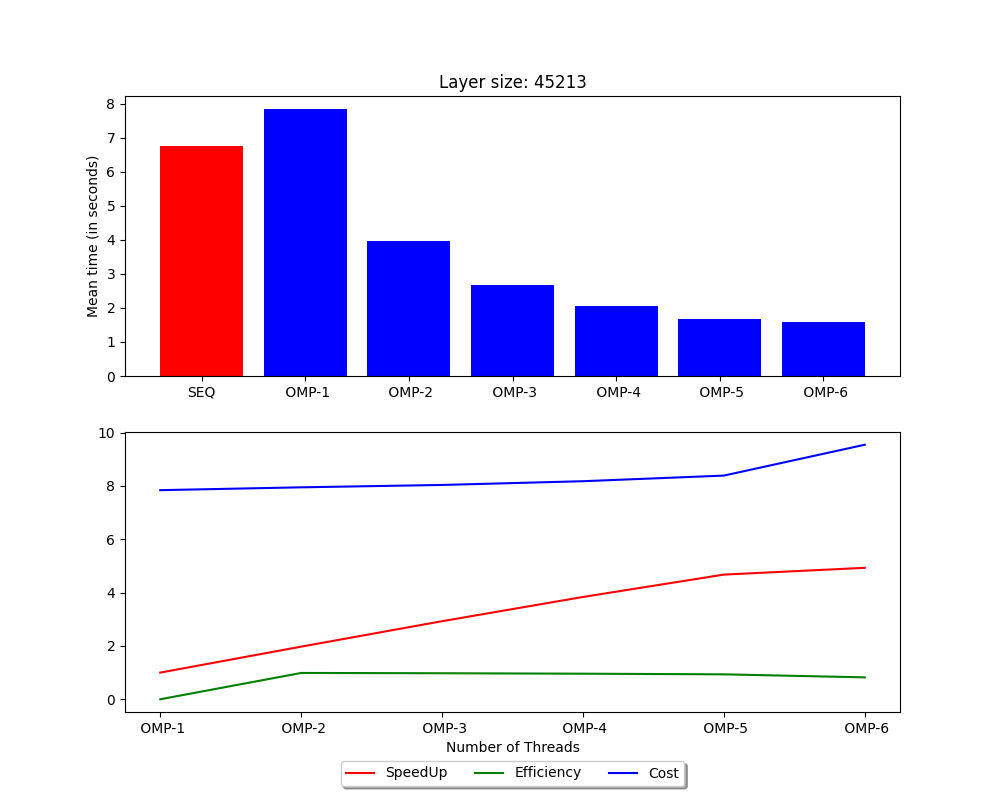 Layer size: 45213
Mean time (in seconds)
8
7
6
5
4
3
2
1
0
SEQ OMP-1 OMP-2 OMP-3 OMP-4 OMP-5 OMP-6
10
8
6
4
2
0
OMP-1 OMP-2 OMP-3 OMP-4 OMP-5 OMP-6
Number of Threads
SpeedUp Efficiency Cost